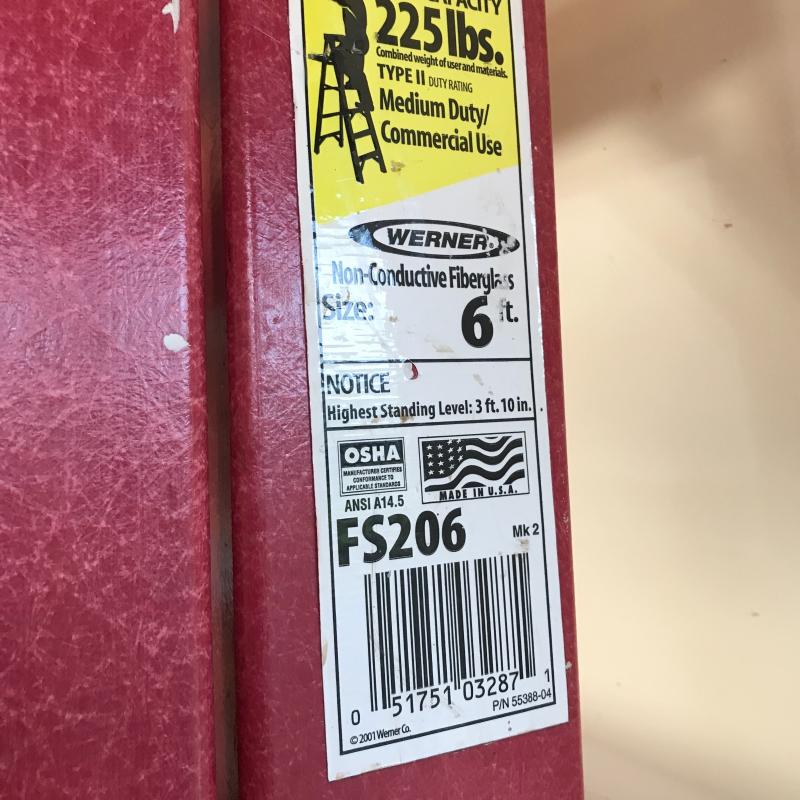 CAPACITY
225 lbs.
Combined weight of user and materials.
TYPE II DUTY RATING
Medium Duty/
Commercial Use
WERNER®
Non-Conductive Fiberglass
Size: 6 ft.
NOTICE
Highest Standing Level: 3 ft. 10 in.
OSHA
MANUFACTURER CERTIFIES
CONFORMANCE TO
APPLICABLE STANDARDS
ANSI A14.5
MADE IN U.S.A.
FS206 Mk 2
0 51751 03287 1
P/N 55388-04
© 2001 Werner Co.